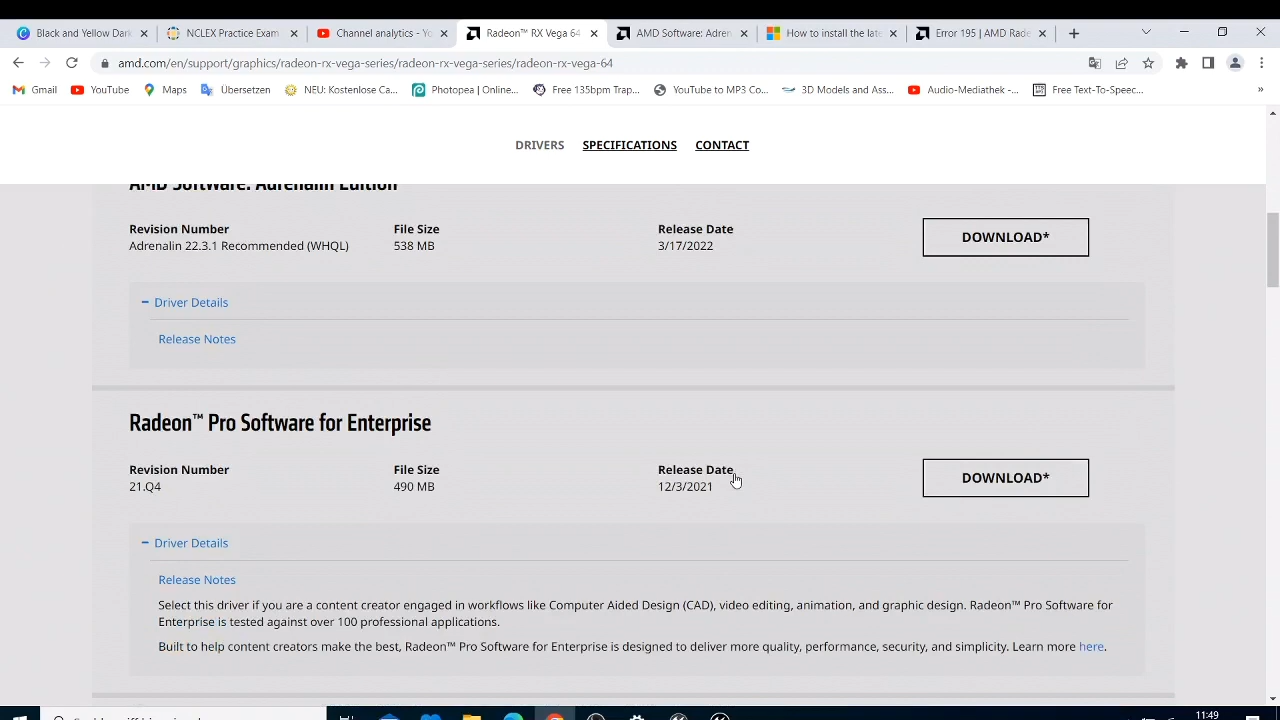 Black and Yellow Dar
NCLEX Practice Exam
Channel analytics - Yo
Radeon™ RX Vega 64
AMD Software: Adren
How to install the late
Error 195 | AMD Rade
amd.com/en/support/graphics/radeon-rx-vega-series/radeon-rx-vega-series/radeon-rx-vega-64
Gmail
YouTube
Maps
Übersetzen
NEU: Kostenlose Ca...
Photopea | Online...
Free 135bpm Trap...
YouTube to MP3 Co...
3D Models and Ass...
Audio-Mediathek -...
Free Text-To-Speec...
»
DRIVERS SPECIFICATIONS CONTACT
AMD Software: Adrenalin Edition
Revision Number File Size Release Date
Adrenalin 22.3.1 Recommended (WHQL) 538 MB 3/17/2022
DOWNLOAD*
Driver Details
Release Notes
Radeon™ Pro Software for Enterprise
Revision Number File Size Release Date
21.Q4 490 MB 12/3/2021
DOWNLOAD*
Driver Details
Release Notes
Select this driver if you are a content creator engaged in workflows like Computer Aided Design (CAD), video editing, animation, and graphic design. Radeon™ Pro Software for
Enterprise is tested against over 100 professional applications.
Built to help content creators make the best, Radeon™ Pro Software for Enterprise is designed to deliver more quality, performance, security, and simplicity. Learn more here.
11:49